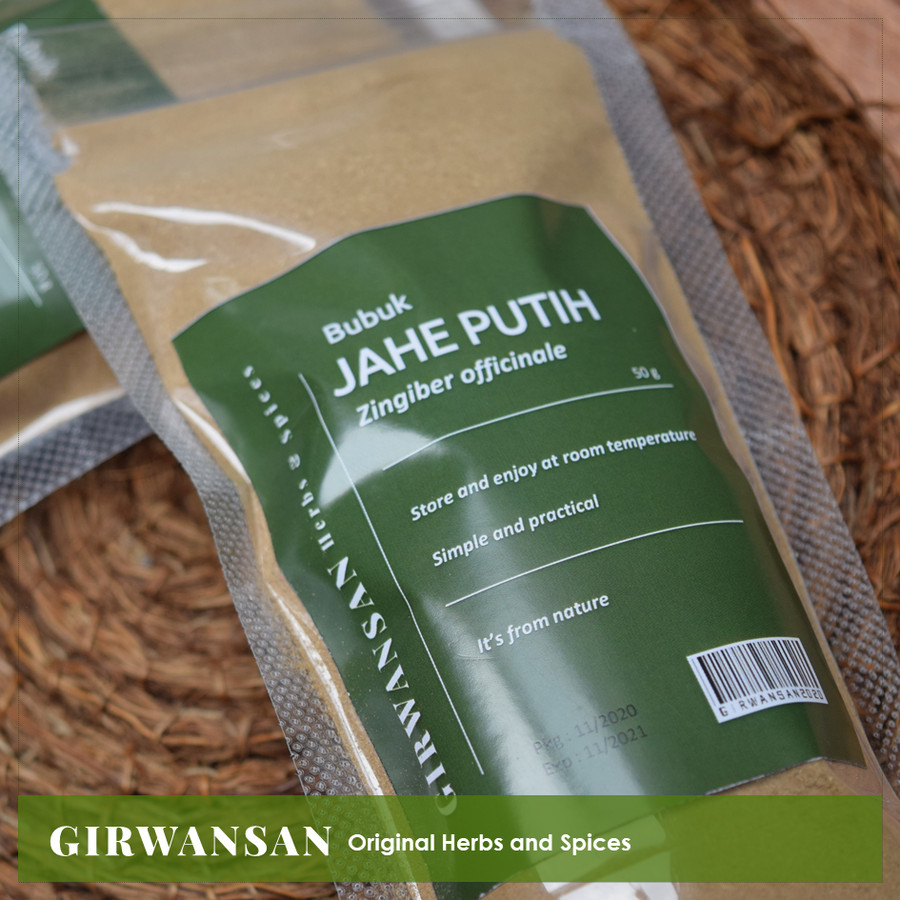 Bubuk
JAHE PUTIH
Zingiber officinale
50 g
Store and enjoy at room temperature
Simple and practical
It's from nature
GIRWANSAN Herbs & Spices
GIRWANSAN2020
Pkg : 11/2020
Exp : 11/2021
GIRWANSAN Original Herbs and Spices